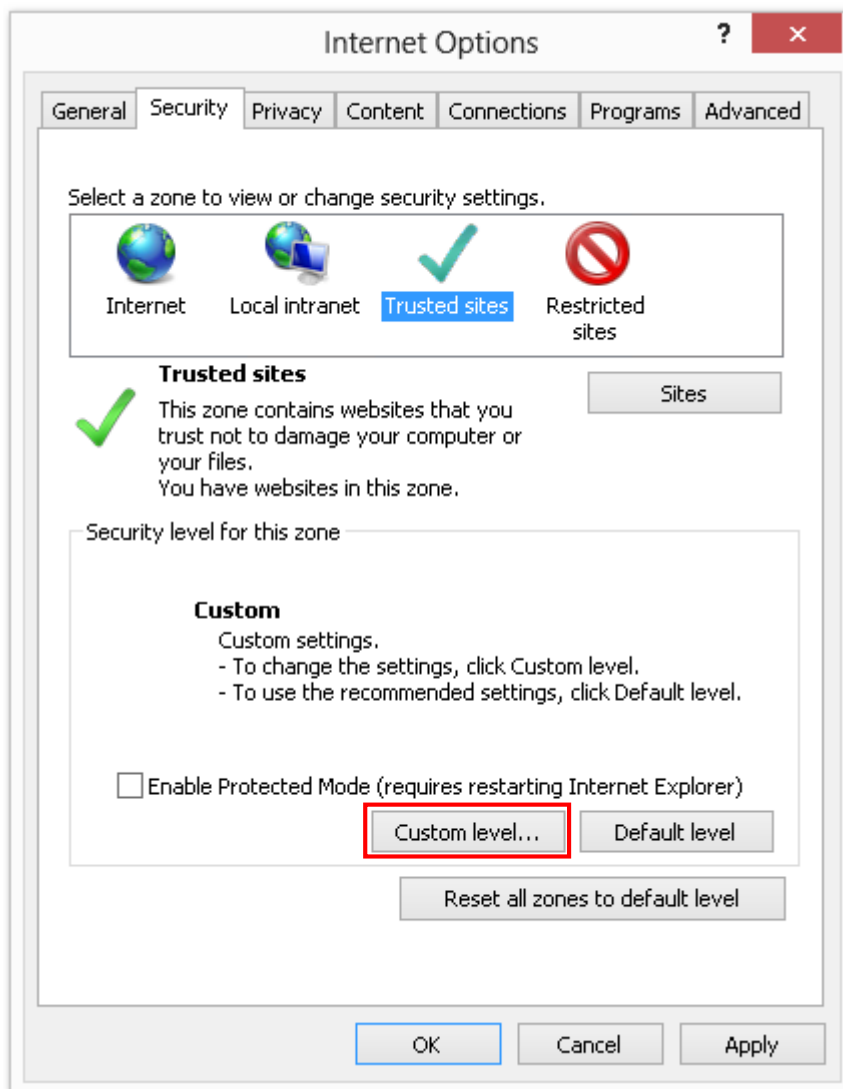 Internet Options
?
General Security Privacy Content Connections Programs Advanced
Select a zone to view or change security settings.
Internet Local intranet Trusted sites Restricted
sites
Trusted sites
Sites
This zone contains websites that you
trust not to damage your computer or
your files.
You have websites in this zone.
Security level for this zone
Custom
Custom settings.
- To change the settings, click Custom level.
- To use the recommended settings, click Default level.
Enable Protected Mode (requires restarting Internet Explorer)
Custom level... Default level
Reset all zones to default level
OK Cancel Apply